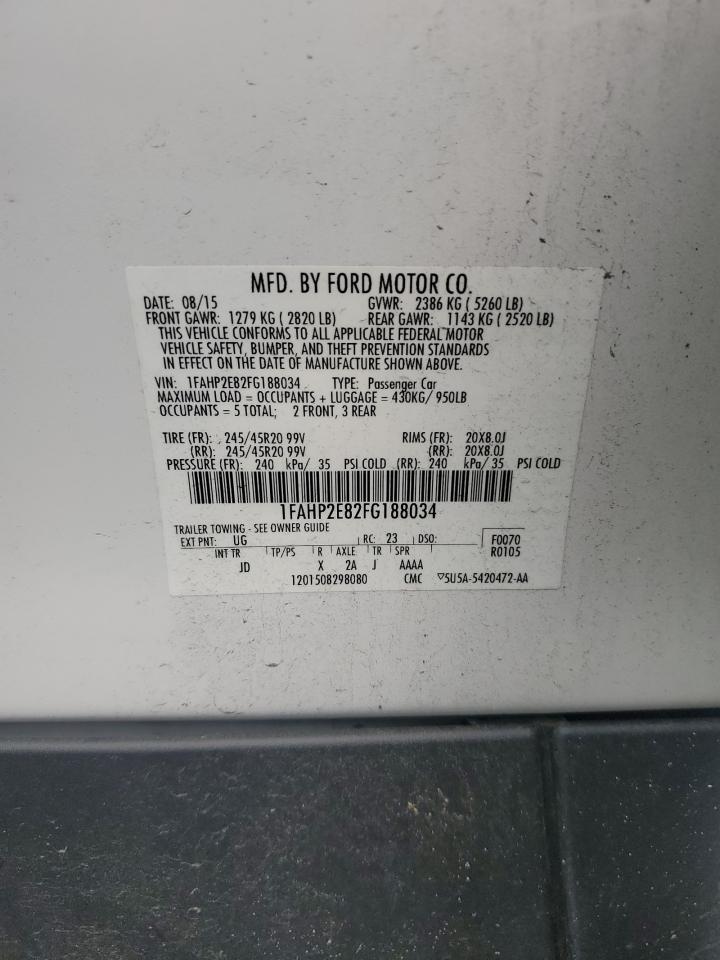 MFD. BY FORD MOTOR CO.
DATE: 08/15 GVWR: 2386 KG ( 5260 LB)
FRONT GAWR: 1279 KG ( 2820 LB) REAR GAWR: 1143 KG ( 2520 LB)
THIS VEHICLE CONFORMS TO ALL APPLICABLE FEDERAL MOTOR
VEHICLE SAFETY, BUMPER, AND THEFT PREVENTION STANDARDS
IN EFFECT ON THE DATE OF MANUFACTURE SHOWN ABOVE.
VIN: 1FAHP2E82FG188034 TYPE: Passenger Car
MAXIMUM LOAD = OCCUPANTS + LUGGAGE = 430KG/ 950LB
OCCUPANTS = 5 TOTAL; 2 FRONT, 3 REAR
TIRE (FR): 245/45R20 99V RIMS (FR): 20X8.0J
(RR): 245/45R20 99V (RR): 20X8.0J
PRESSURE (FR): 240 kPa/ 35 PSI COLD (RR): 240 kPa/ 35 PSI COLD
1FAHP2E82FG188034
TRAILER TOWING - SEE OWNER GUIDE
EXT PNT: UG RC: 23 DSO: F0070
INT TR TP/PS R AXLE TR SPR R0105
JD X 2A J AAAA
1201508298080 CMC ▽5U5A-5420472-AA